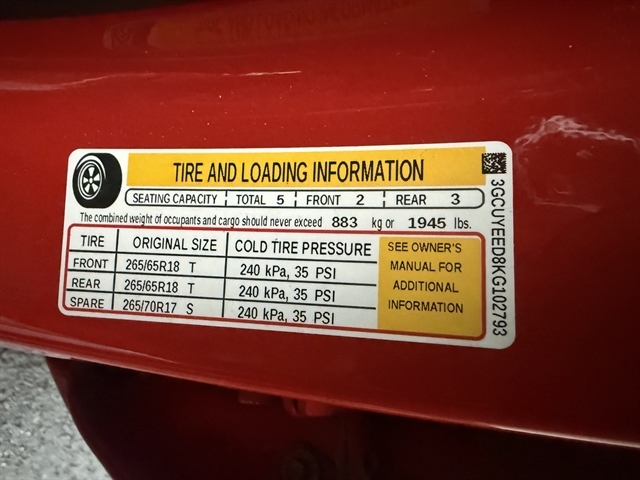 TIRE AND LOADING INFORMATION
SEATING CAPACITY TOTAL 5 FRONT 2 REAR 3
The combined weight of occupants and cargo should never exceed 883 kg or 1945 lbs.
TIRE ORIGINAL SIZE COLD TIRE PRESSURE
FRONT 265/65R18 T 240 kPa, 35 PSI
REAR 265/65R18 T 240 kPa, 35 PSI
SPARE 265/70R17 S 240 kPa, 35 PSI
SEE OWNER'S
MANUAL FOR
ADDITIONAL
INFORMATION
3GCUYEED8KG102793